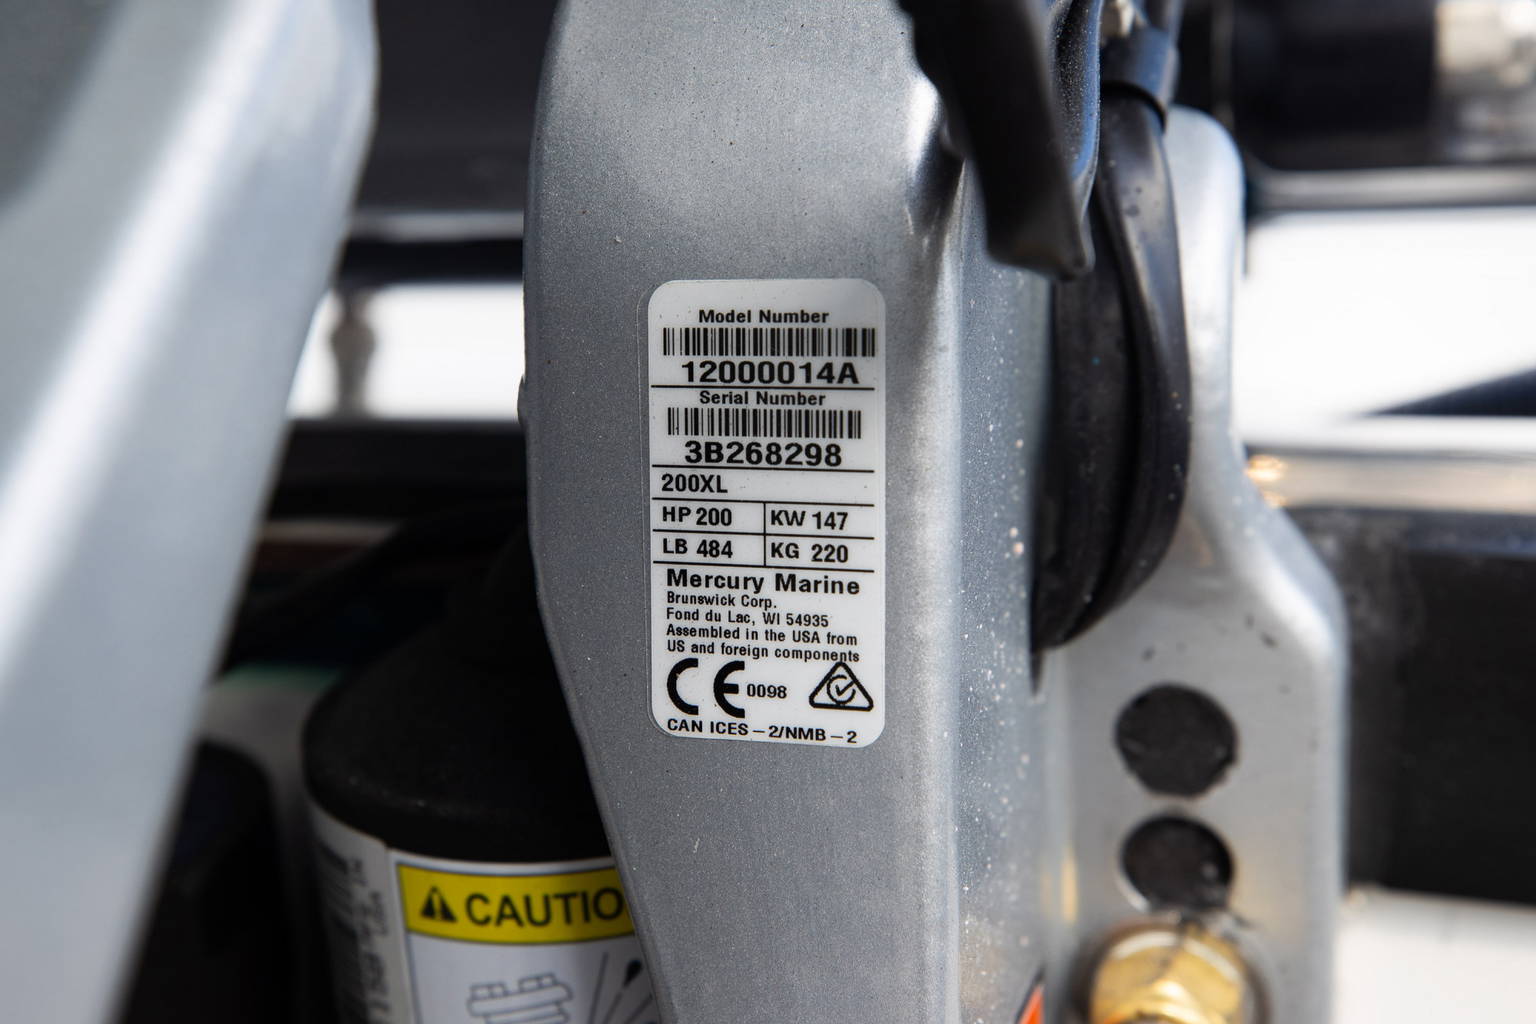 Model Number
12000014A
Serial Number
3B268298
200XL
HP 200 KW 147
LB 484 KG 220
Mercury Marine
Brunswick Corp.
Fond du Lac, WI 54935
Assembled in the USA from
US and foreign components
CE 0098
CAN ICES-2/NMB-2
CAUTIO